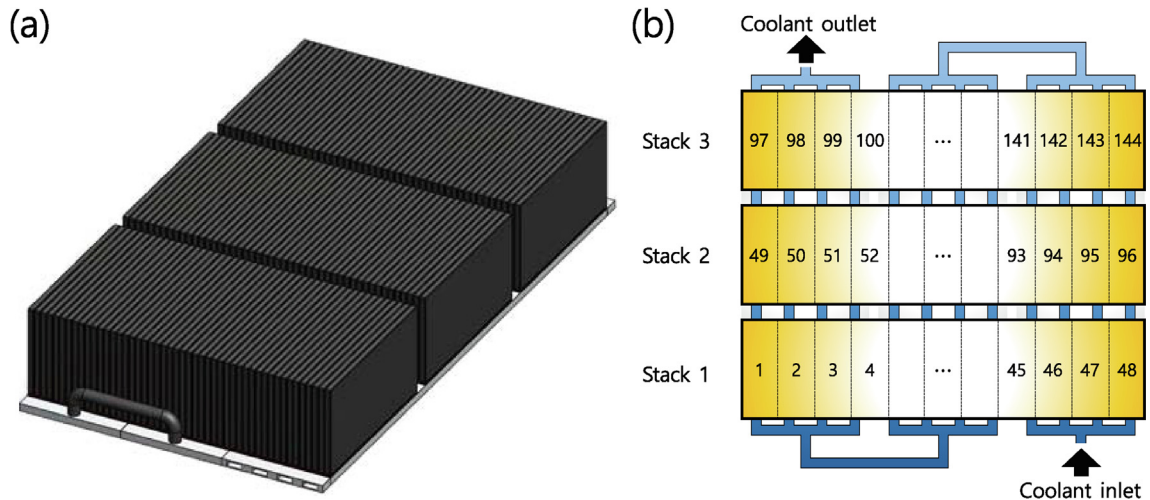 (a)
(b)
Coolant outlet
Stack 3
97 98 99 100 ... 141 142 143 144
Stack 2
49 50 51 52 ... 93 94 95 96
Stack 1
1 2 3 4 ... 45 46 47 48
Coolant inlet